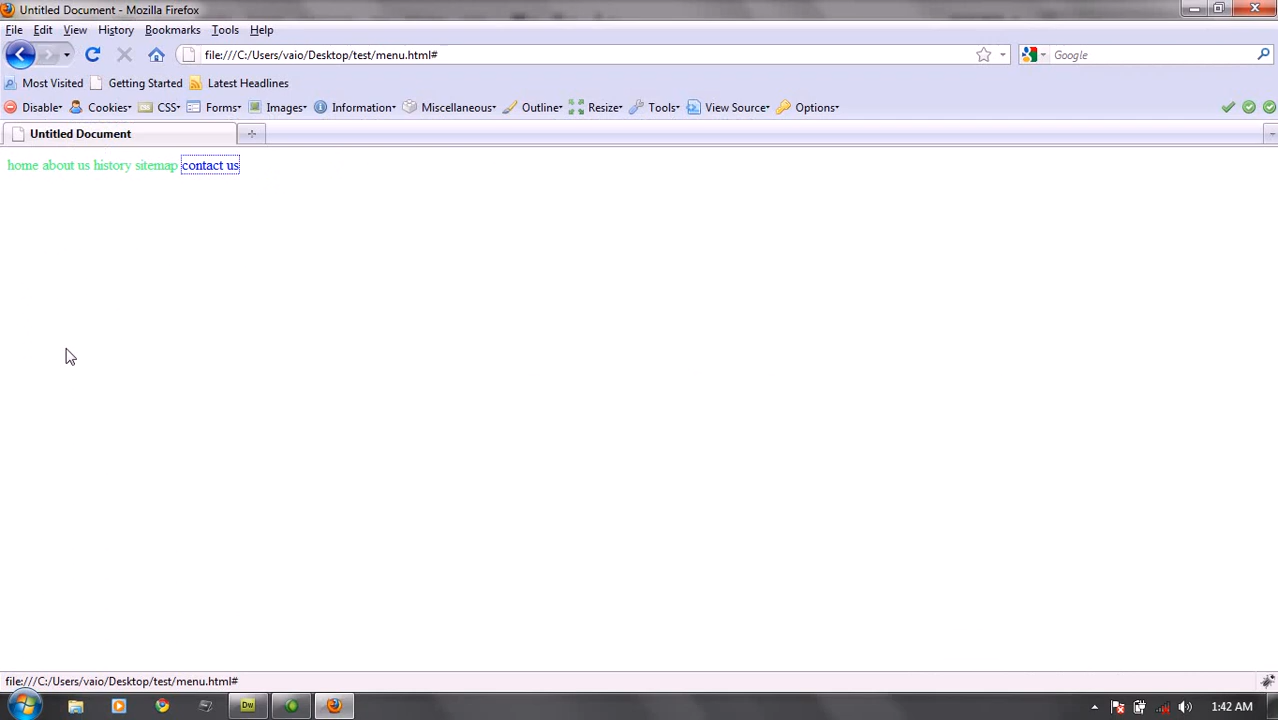 Untitled Document - Mozilla Firefox
File Edit View History Bookmarks Tools Help
file:///C:/Users/vaio/Desktop/test/menu.html# Google
Most Visited Getting Started Latest Headlines
Disable Cookies CSS Forms Images Information Miscellaneous Outline Resize Tools View Source Options
Untitled Document
home about us history sitemap contact us
file:///C:/Users/vaio/Desktop/test/menu.html#
Dw 1:42 AM